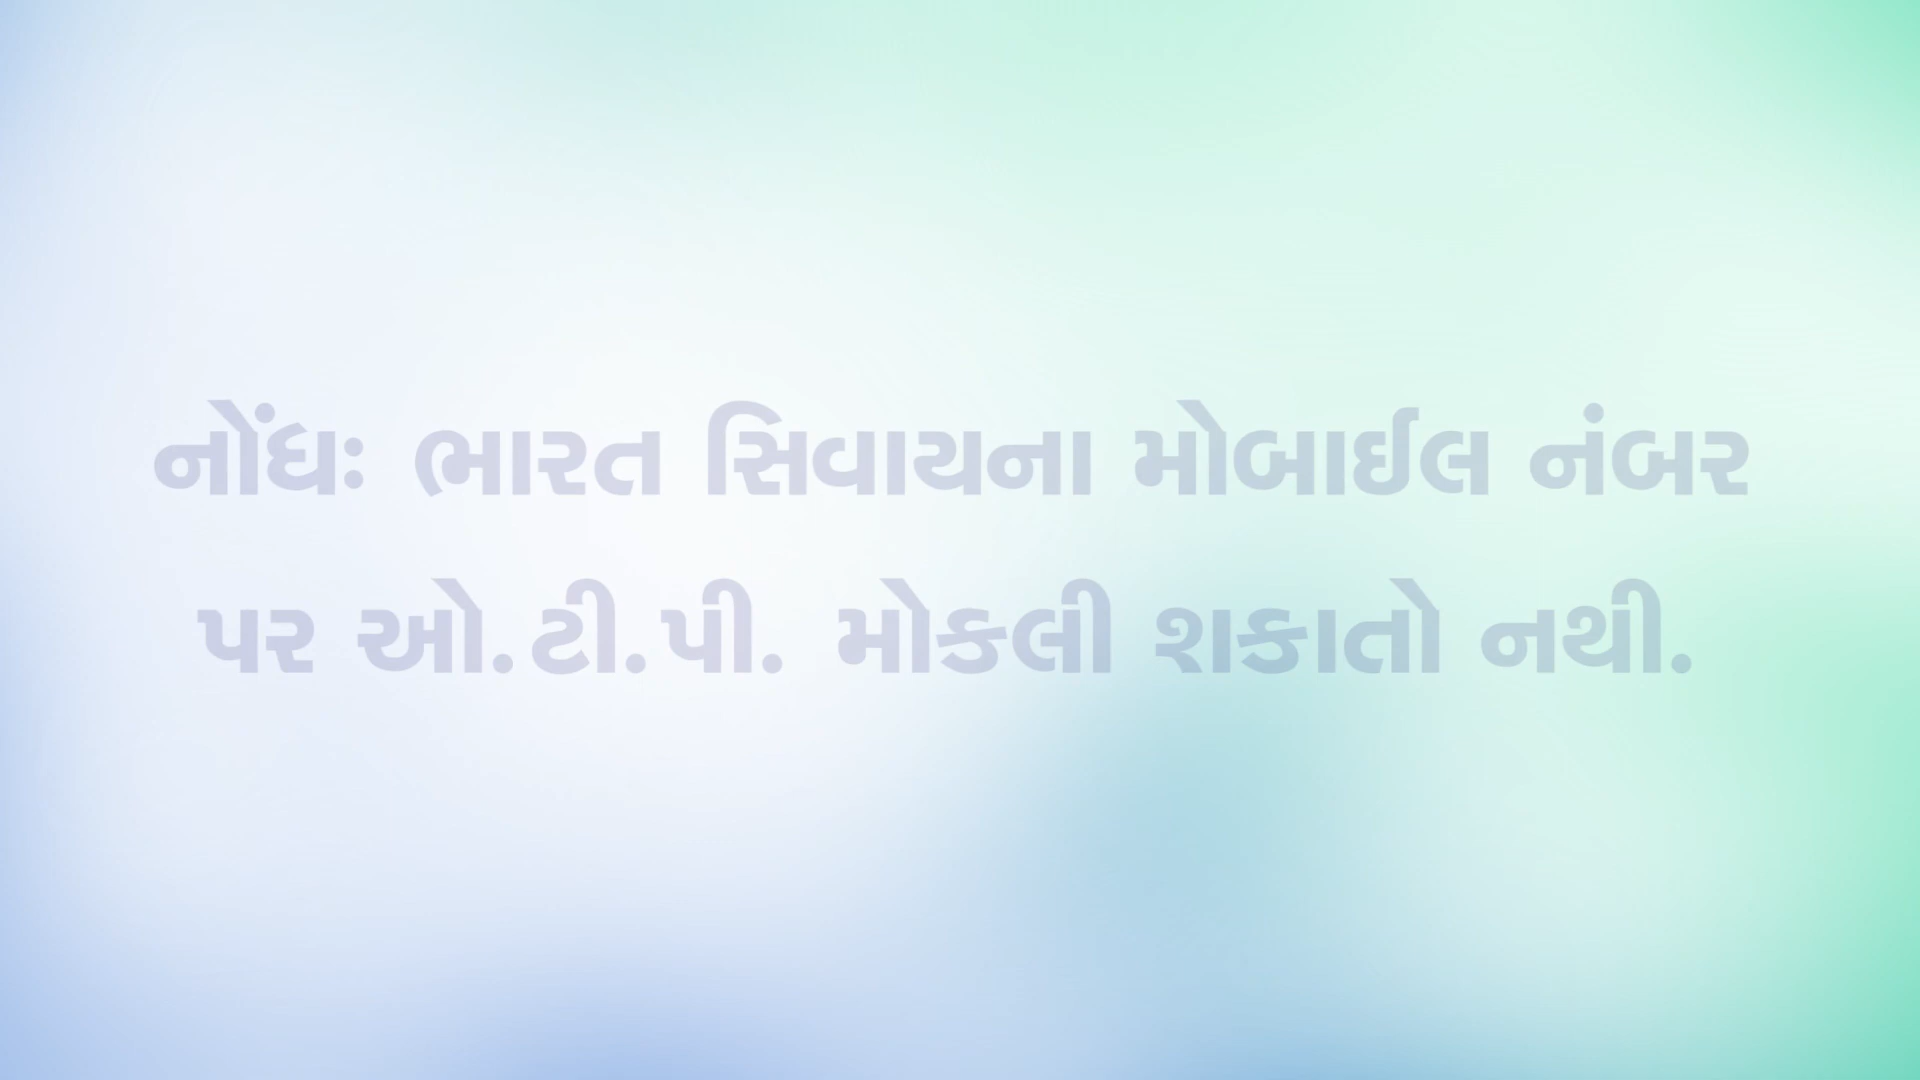 નોંધઃ ભારત સિવાયના મોબાઈલ નંબર
પર ઓ.ટી.પી. મોકલી શકાતો નથી.